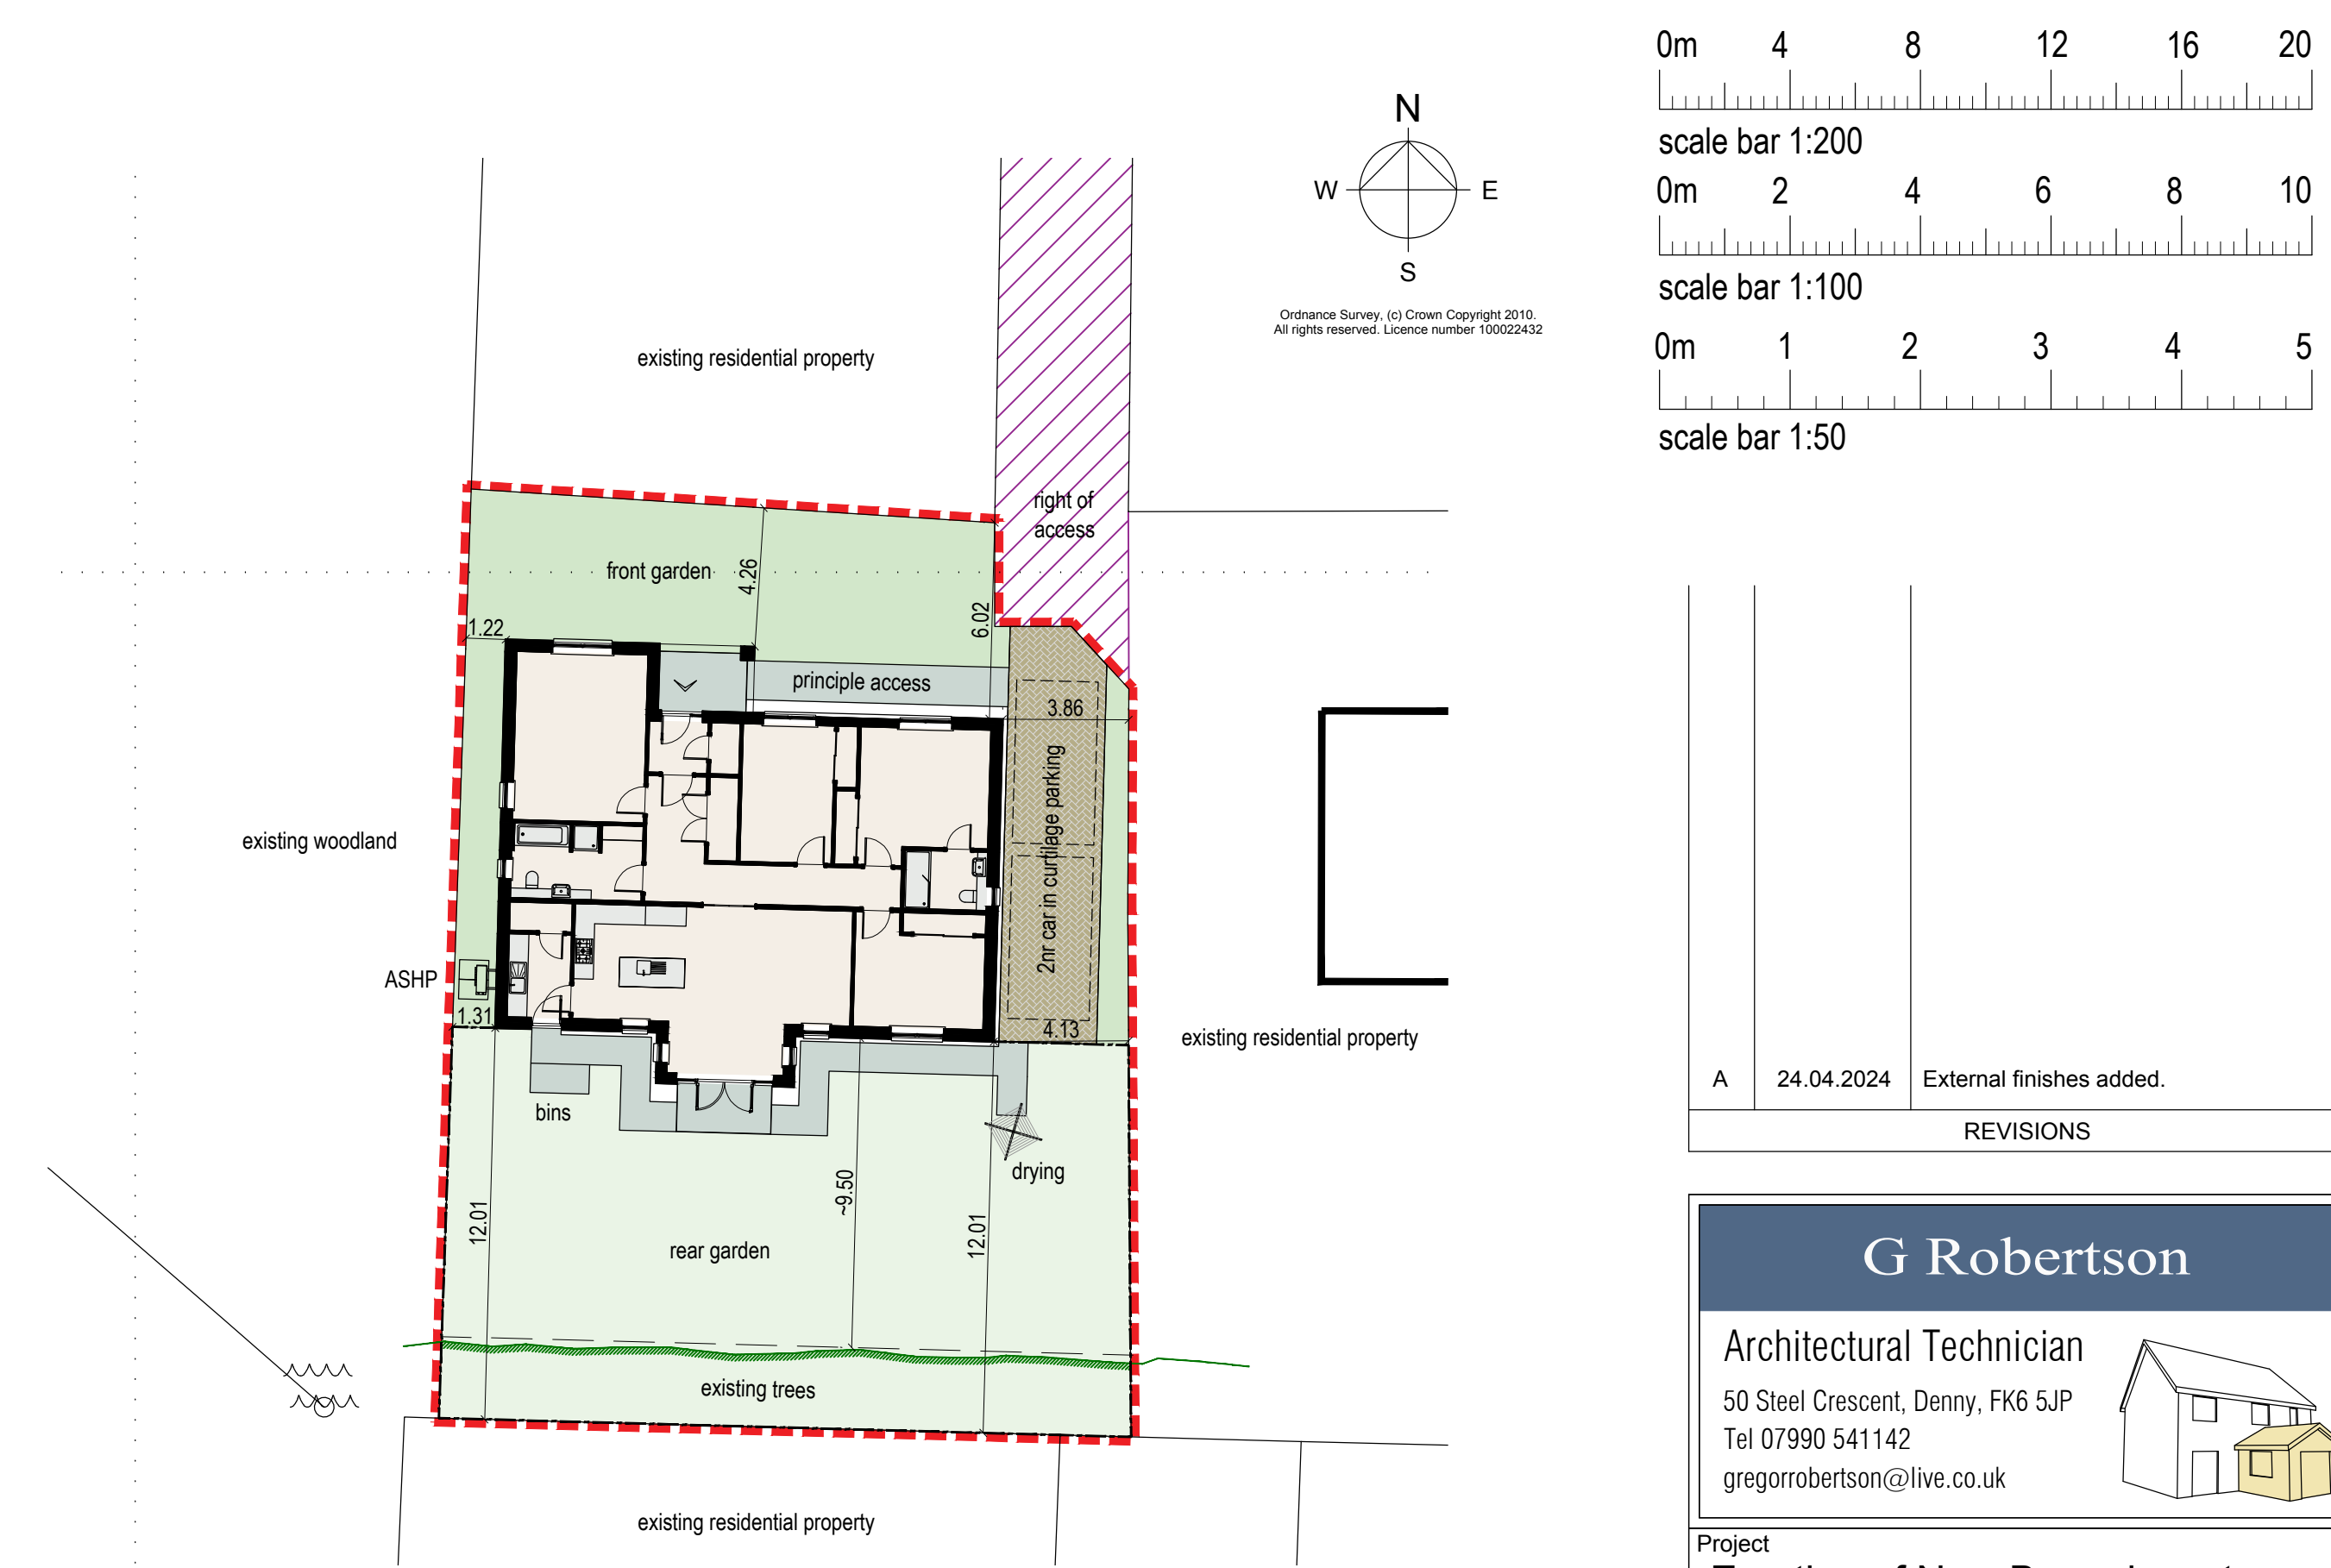 0m 4 8 12 16 20
scale bar 1:200
0m 2 4 6 8 10
scale bar 1:100
0m 1 2 3 4 5
scale bar 1:50
N
W E
S
Ordnance Survey, (c) Crown Copyright 2010.
All rights reserved. Licence number 100022432
existing residential property
right of
access
front garden
4.26
6.02
1.22
principle access
3.86
2nr car in curtilage parking
existing woodland
ASHP
1.31
4.13
existing residential property
bins
drying
12.01
~9.50
12.01
rear garden
existing trees
existing residential property
A 24.04.2024 External finishes added.
REVISIONS
G Robertson
Architectural Technician
50 Steel Crescent, Denny, FK6 5JP
Tel 07990 541142
gregorrobertson@live.co.uk
Project